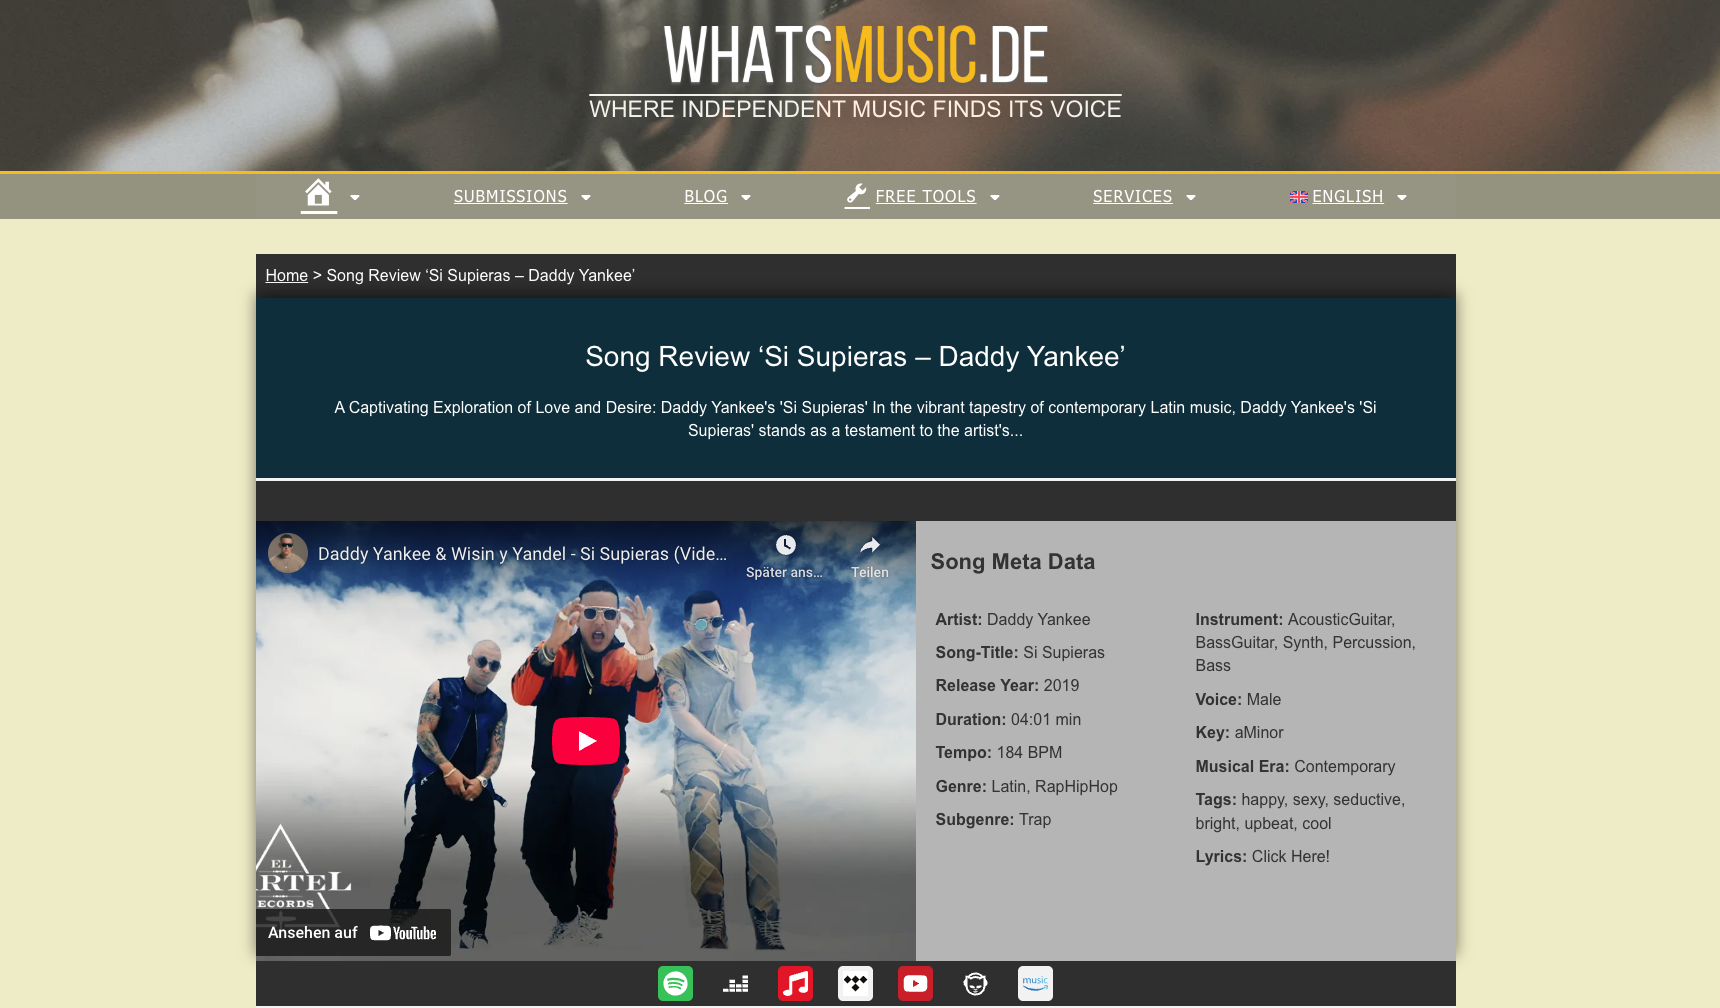 WHATSMUSIC.DE
WHERE INDEPENDENT MUSIC FINDS ITS VOICE
SUBMISSIONS
BLOG
FREE TOOLS
SERVICES
ENGLISH
Home > Song Review ‘Si Supieras – Daddy Yankee’
Song Review ‘Si Supieras – Daddy Yankee’
A Captivating Exploration of Love and Desire: Daddy Yankee's 'Si Supieras' In the vibrant tapestry of contemporary Latin music, Daddy Yankee's 'Si
Supieras' stands as a testament to the artist's...
Daddy Yankee & Wisin y Yandel - Si Supieras (Vide...
Später ans...
Teilen
EL
ARTEL
ECORDS
Ansehen auf YouTube
Song Meta Data
Artist: Daddy Yankee
Song-Title: Si Supieras
Release Year: 2019
Duration: 04:01 min
Tempo: 184 BPM
Genre: Latin, RapHipHop
Subgenre: Trap
Instrument: AcousticGuitar,
BassGuitar, Synth, Percussion,
Bass
Voice: Male
Key: aMinor
Musical Era: Contemporary
Tags: happy, sexy, seductive,
bright, upbeat, cool
Lyrics: Click Here!
music